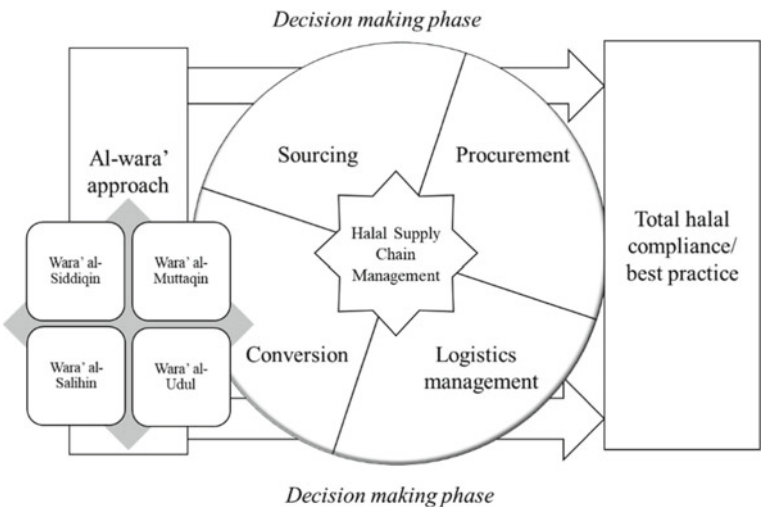 Decision making phase
Al-wara’
approach
Wara’ al-
Siddiqin
Wara’ al-
Muttaqin
Wara’ al-
Salihin
Wara’ al-
Udul
Sourcing
Procurement
Halal Supply
Chain
Management
Conversion
Logistics
management
Total halal
compliance/
best practice
Decision making phase